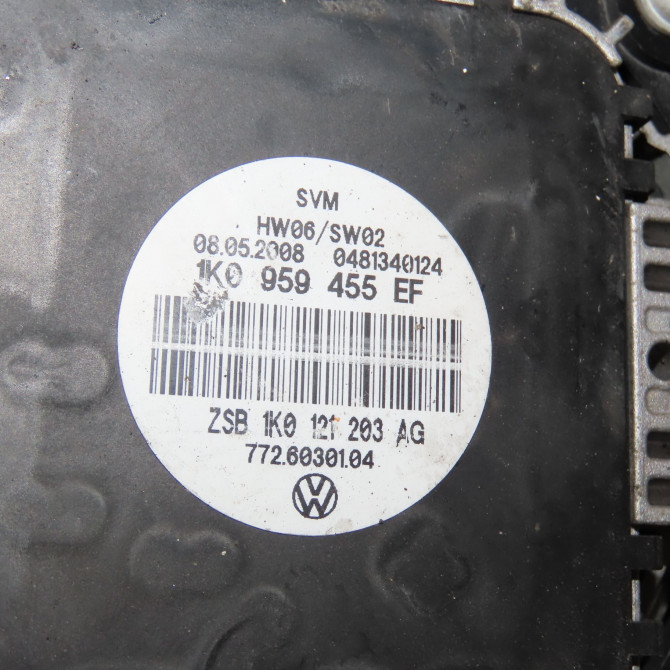 SVM
HW06/SW02
08.05.2008 0481340124
1K0 959 455 EF
ZSB 1K0 121 203 AG
772.60301.04